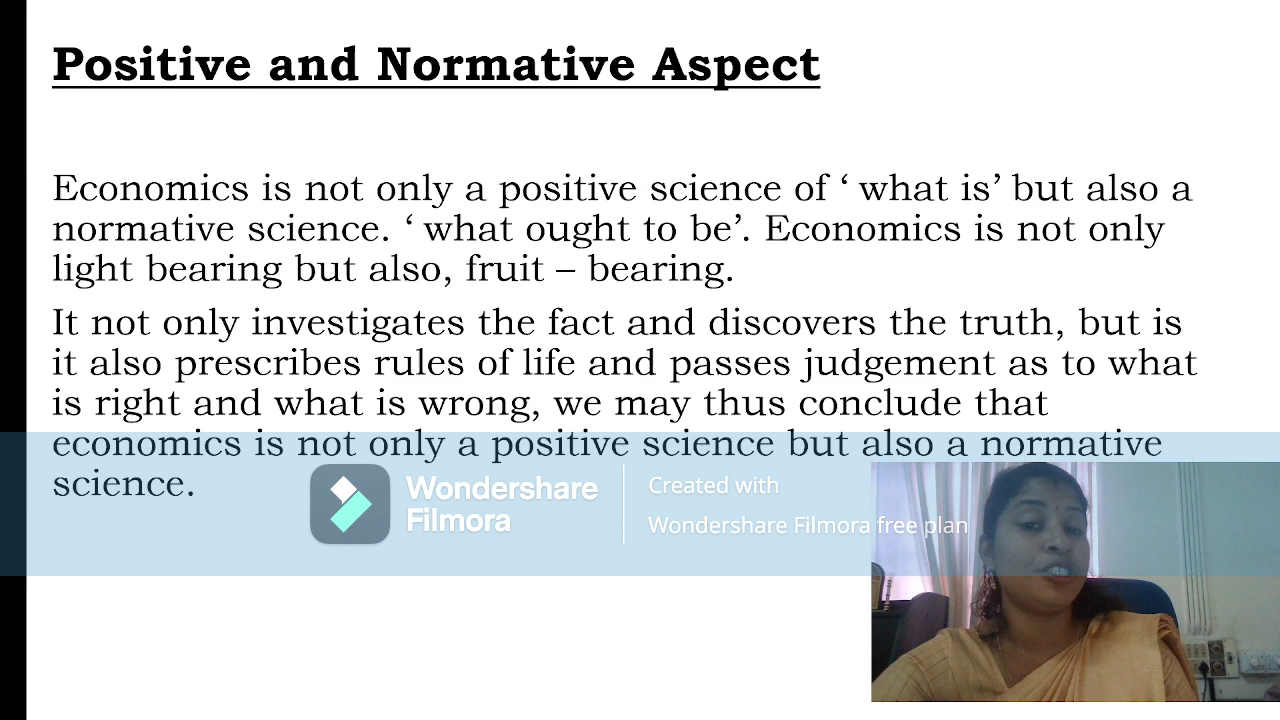 Positive and Normative Aspect
Economics is not only a positive science of ‘ what is’ but also a
normative science. ‘ what ought to be’. Economics is not only
light bearing but also, fruit – bearing.
It not only investigates the fact and discovers the truth, but is
it also prescribes rules of life and passes judgement as to what
is right and what is wrong, we may thus conclude that
economics is not only a positive science but also a normative
science.
Wondershare
Filmora
Created with
Wondershare Filmora free plan